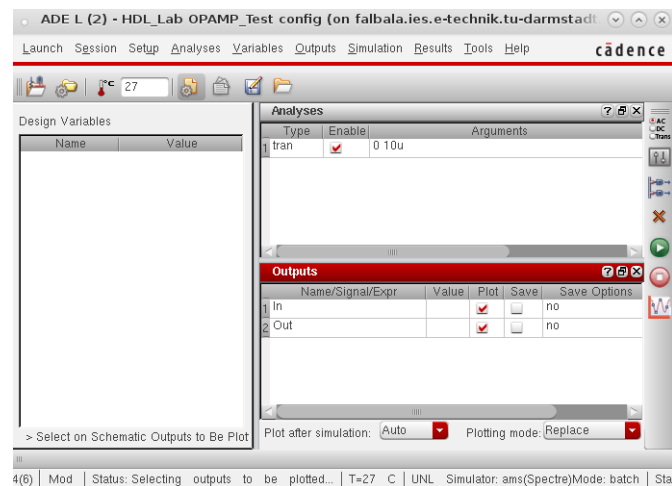 ADE L (2) - HDL_Lab OPAMP_Test config (on falbala.ies.e-technik.tu-darmstadt
Launch Session Setup Analyses Variables Outputs Simulation Results Tools Help cādence
°C 27
Design Variables
Name Value
Analyses
Type Enable Arguments
1 tran 0 10u
AC
DC
Trans
Outputs
Name/Signal/Expr Value Plot Save Save Options
1 In no
2 Out no
> Select on Schematic Outputs to Be Plot
Plot after simulation: Auto Plotting mode: Replace
4(6) Mod Status: Selecting outputs to be plotted... T=27 C UNL Simulator: ams(Spectre)Mode: batch Sta